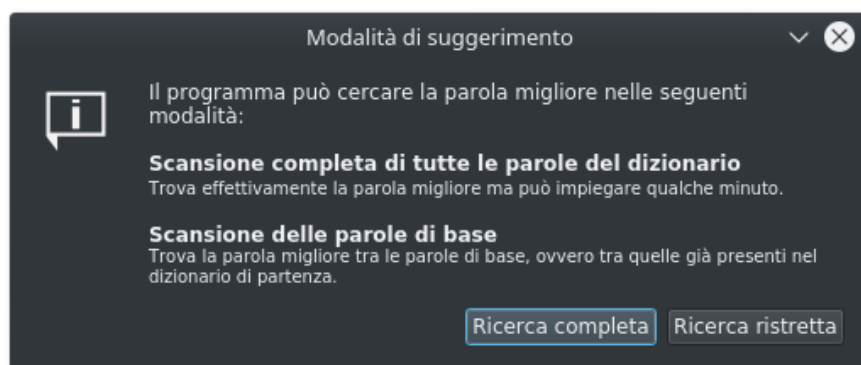 Modalità di suggerimento
Il programma può cercare la parola migliore nelle seguenti
modalità:
Scansione completa di tutte le parole del dizionario
Trova effettivamente la parola migliore ma può impiegare qualche minuto.
Scansione delle parole di base
Trova la parola migliore tra le parole di base, ovvero tra quelle già presenti nel
dizionario di partenza.
Ricerca completa Ricerca ristretta